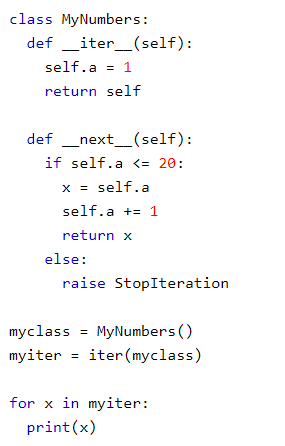 class MyNumbers:
  def __iter__(self):
    self.a = 1
    return self

  def __next__(self):
    if self.a <= 20:
      x = self.a
      self.a += 1
      return x
    else:
      raise StopIteration

myclass = MyNumbers()
myiter = iter(myclass)

for x in myiter:
  print(x)